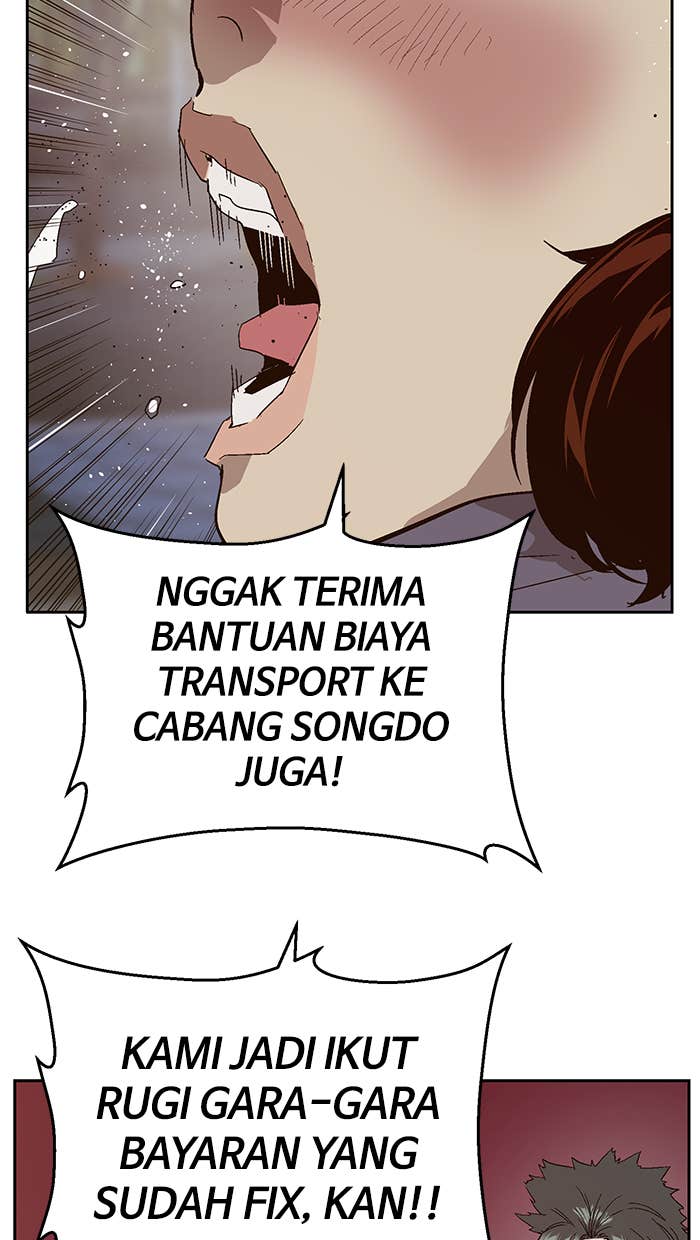 NGGAK TERIMA
BANTUAN BIAYA
TRANSPORT KE
CABANG SONGDO
JUGA!
KAMI JADI IKUT
RUGI GARA-GARA
BAYARAN YANG
SUDAH FIX, KAN!!